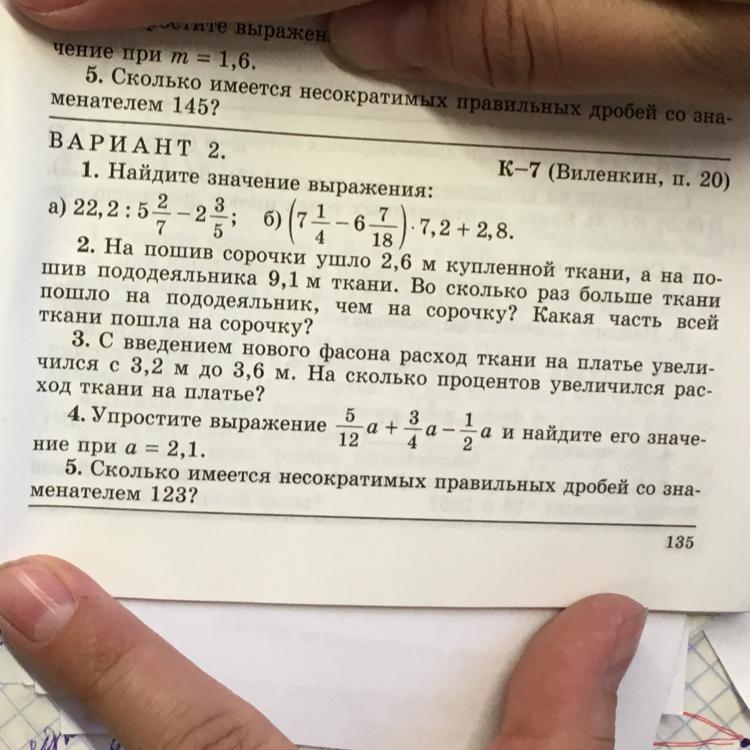 выражен
чение при m = 1,6.
5. Сколько имеется несократимых правильных дробей со зна-
менателем 145?
ВАРИАНТ 2.
К–7 (Виленкин, п. 20)
1. Найдите значение выражения:
а) 22,2 : 5 2/7 − 2 3/5; б) (7 1/4 − 6 7/18) · 7,2 + 2,8.
2. На пошив сорочки ушло 2,6 м купленной ткани, а на по-
шив пододеяльника 9,1 м ткани. Во сколько раз больше ткани
пошло на пододеяльник, чем на сорочку? Какая часть всей
ткани пошла на сорочку?
3. С введением нового фасона расход ткани на платье увели-
чился с 3,2 м до 3,6 м. На сколько процентов увеличился рас-
ход ткани на платье?
4. Упростите выражение 5/12 a + 3/4 a − 1/2 a и найдите его значе-
ние при a = 2,1.
5. Сколько имеется несократимых правильных дробей со зна-
менателем 123?
135